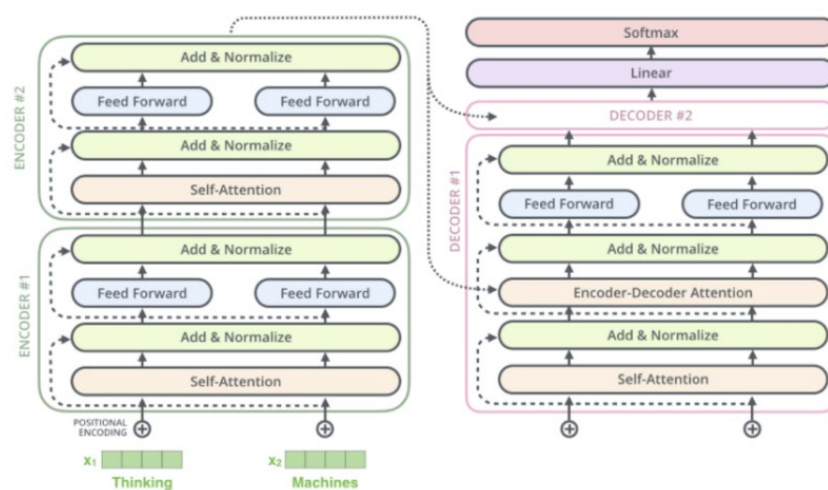 ENCODER #2
Add & Normalize
Feed Forward Feed Forward
Add & Normalize
Self-Attention
ENCODER #1
Add & Normalize
Feed Forward Feed Forward
Add & Normalize
Self-Attention
POSITIONAL
ENCODING
x₁ x₂
Thinking Machines
Softmax
Linear
DECODER #2
DECODER #1
Add & Normalize
Feed Forward Feed Forward
Add & Normalize
Encoder-Decoder Attention
Add & Normalize
Self-Attention